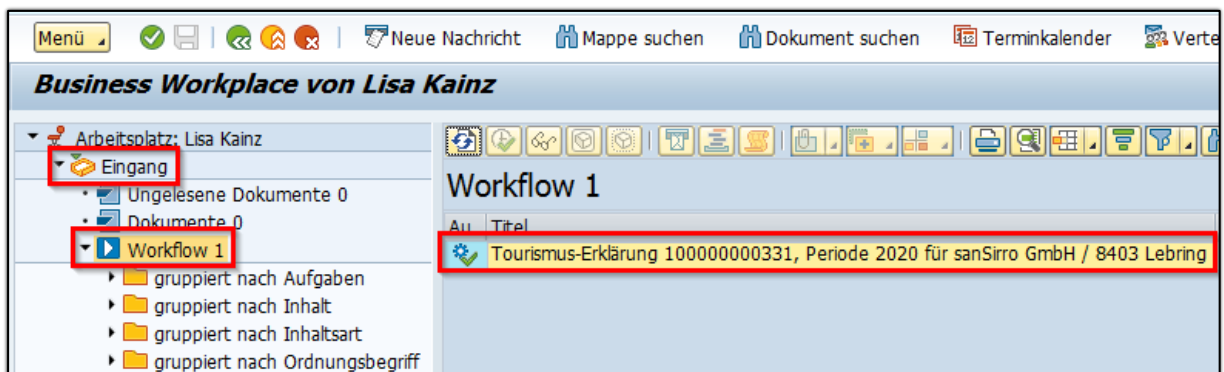 Menü Neue Nachricht Mappe suchen Dokument suchen Terminkalender Verte
Business Workplace von Lisa Kainz
Arbeitsplatz: Lisa Kainz
Eingang
Ungelesene Dokumente 0
Dokumente 0
Workflow 1
gruppiert nach Aufgaben
gruppiert nach Inhalt
gruppiert nach Inhaltsart
gruppiert nach Ordnungsbegriff
Workflow 1
Au Titel
Tourismus-Erklärung 100000000331, Periode 2020 für sanSirro GmbH / 8403 Lebring